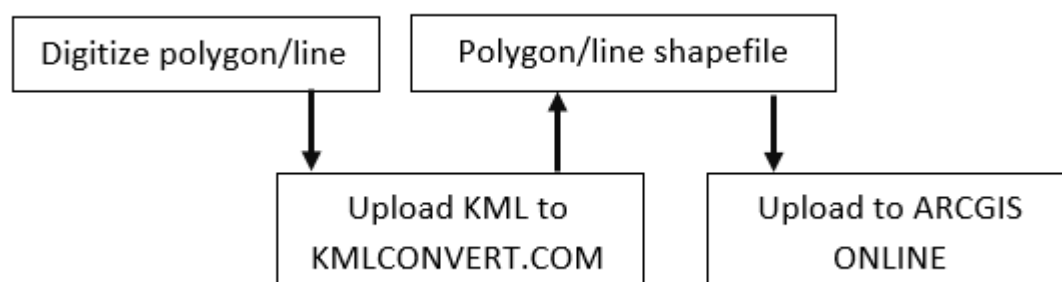 Digitize polygon/line
Polygon/line shapefile
Upload KML to
KMLCONVERT.COM
Upload to ARCGIS
ONLINE